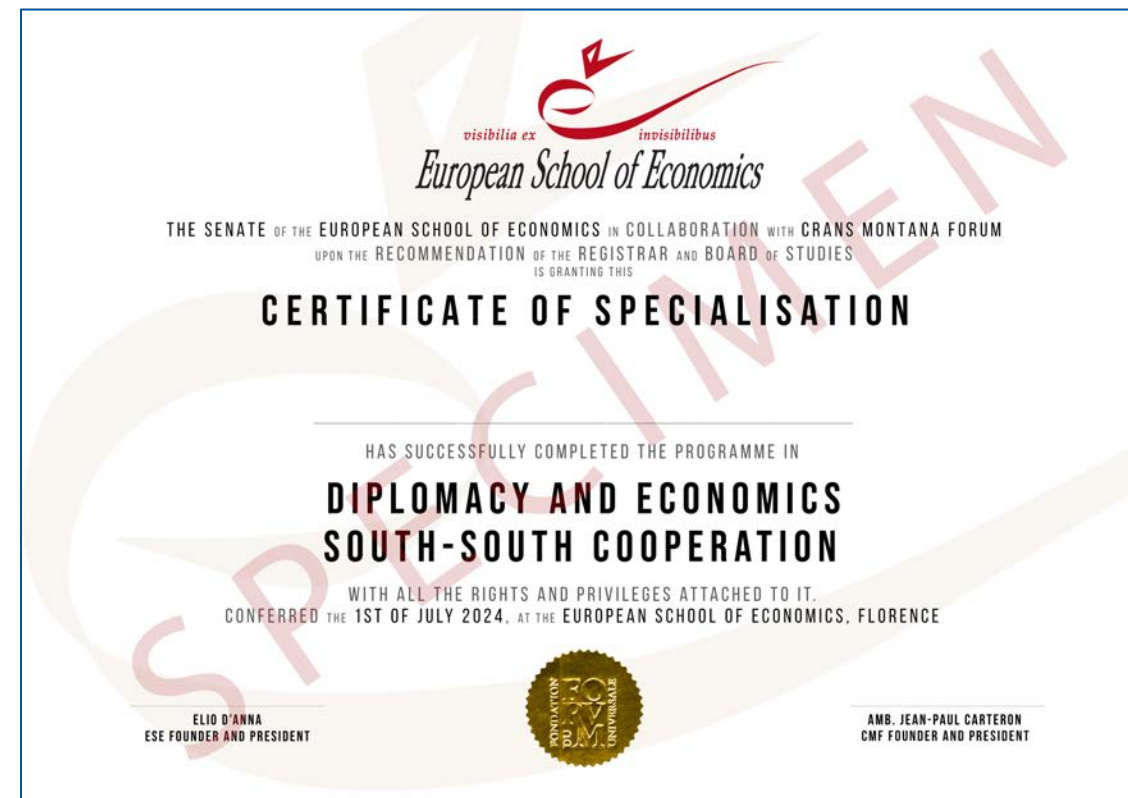 visibilia ex invisibilibus
European School of Economics
THE SENATE OF THE EUROPEAN SCHOOL OF ECONOMICS IN COLLABORATION WITH CRANS MONTANA FORUM
UPON THE RECOMMENDATION OF THE REGISTRAR AND BOARD OF STUDIES
IS GRANTING THIS
CERTIFICATE OF SPECIALISATION
HAS SUCCESSFULLY COMPLETED THE PROGRAMME IN
DIPLOMACY AND ECONOMICS
SOUTH-SOUTH COOPERATION
WITH ALL THE RIGHTS AND PRIVILEGES ATTACHED TO IT.
CONFERRED THE 1ST OF JULY 2024, AT THE EUROPEAN SCHOOL OF ECONOMICS, FLORENCE
SPECIMEN
ELIO D'ANNA
ESE FOUNDER AND PRESIDENT
FONDATION
DU
FORVM
UNIVERSALE
AMB. JEAN-PAUL CARTERON
CMF FOUNDER AND PRESIDENT